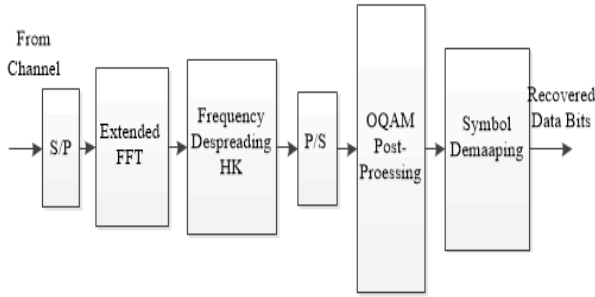 From
Channel
S/P
Extended
FFT
Frequency
Despreading
HK
P/S
OQAM
Post-
Proessing
Symbol
Demaaping
Recovered
Data Bits